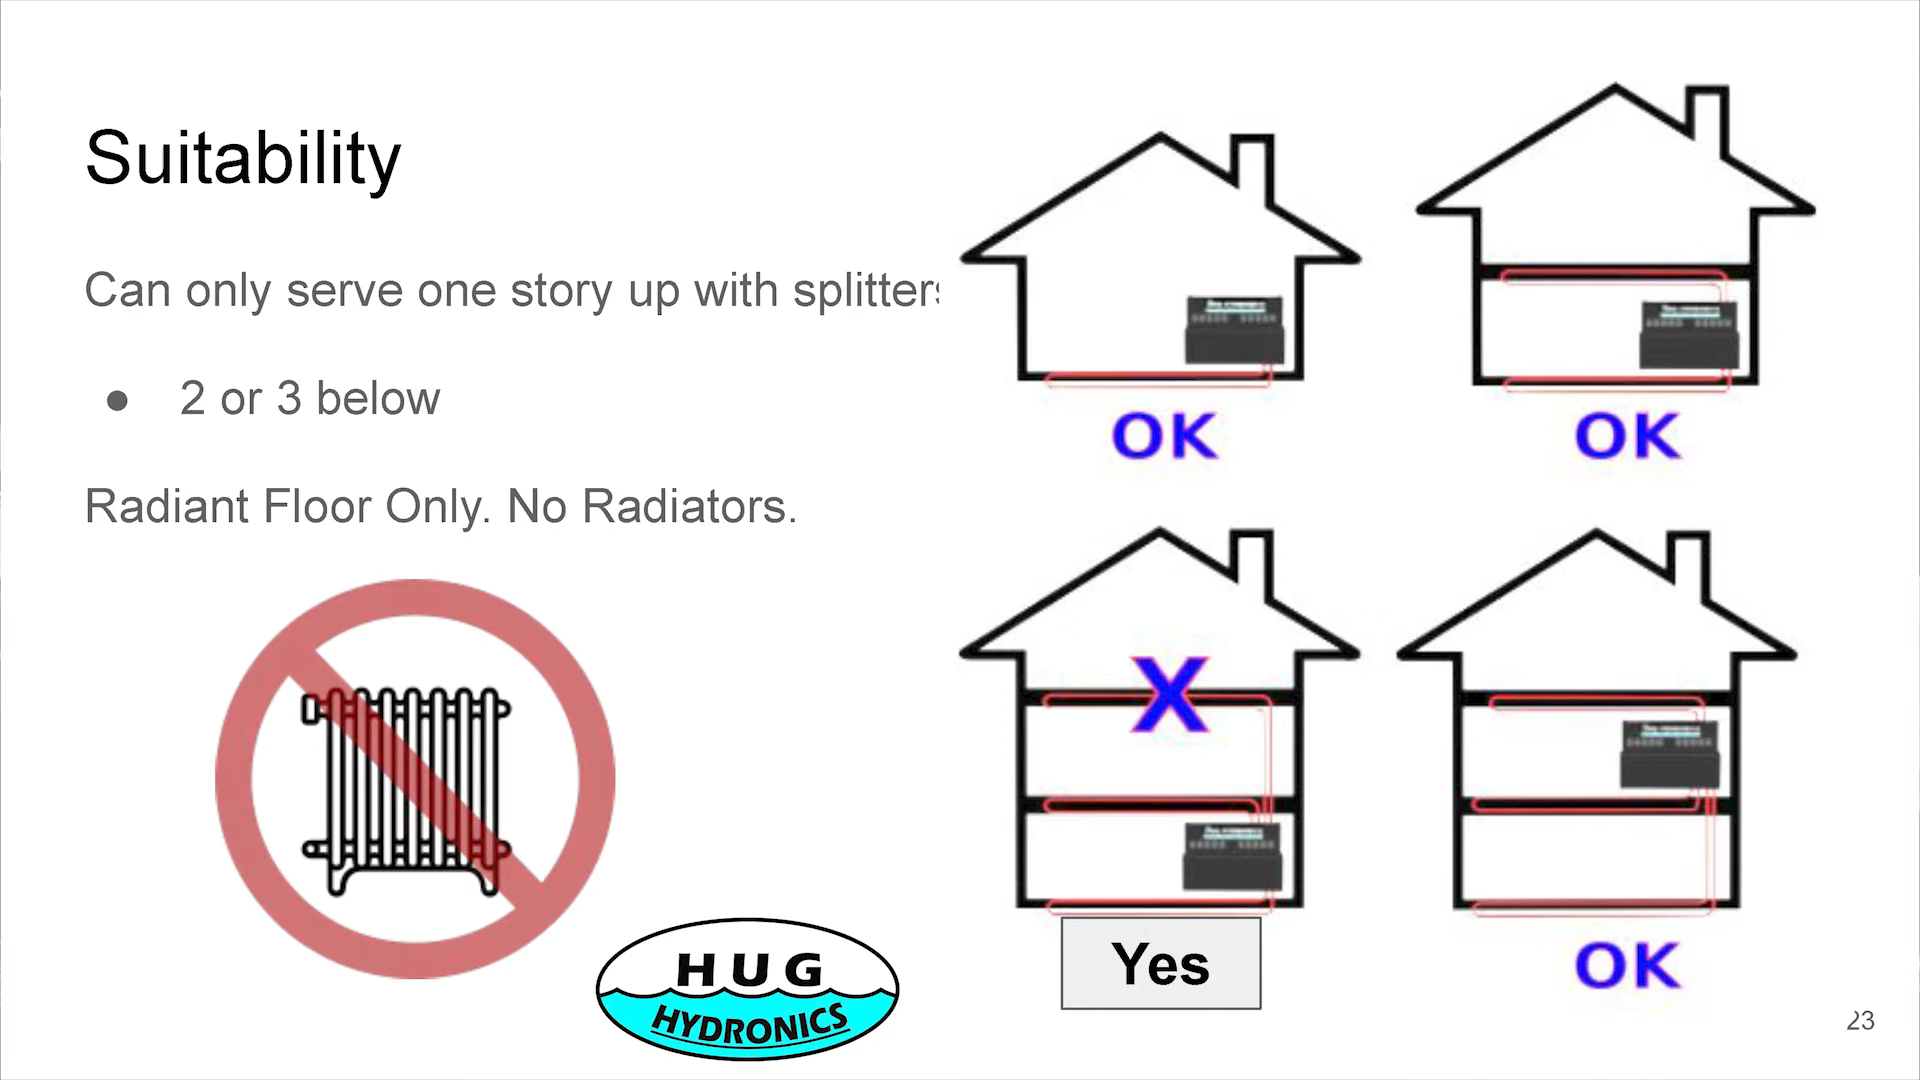 Suitability
Can only serve one story up with splitters
● 2 or 3 below
Radiant Floor Only. No Radiators.
OK
OK
X
Yes
OK
HUG
HYDRONICS
23